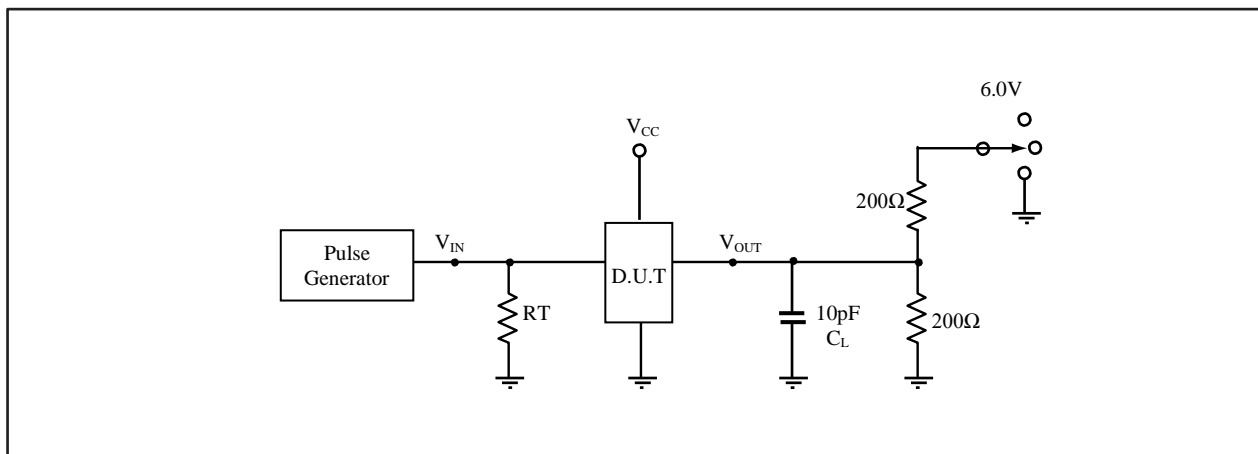 6.0V
V_CC
200Ω
Pulse
Generator
V_IN
D.U.T
V_OUT
RT
10pF
C_L
200Ω